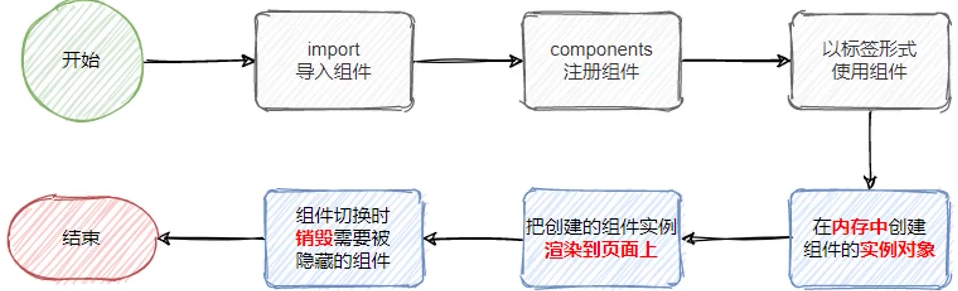 开始
import
导入组件
components
注册组件
以标签形式
使用组件
在内存中创建
组件的实例对象
把创建的组件实例
渲染到页面上
组件切换时
销毁需要被
隐藏的组件
结束